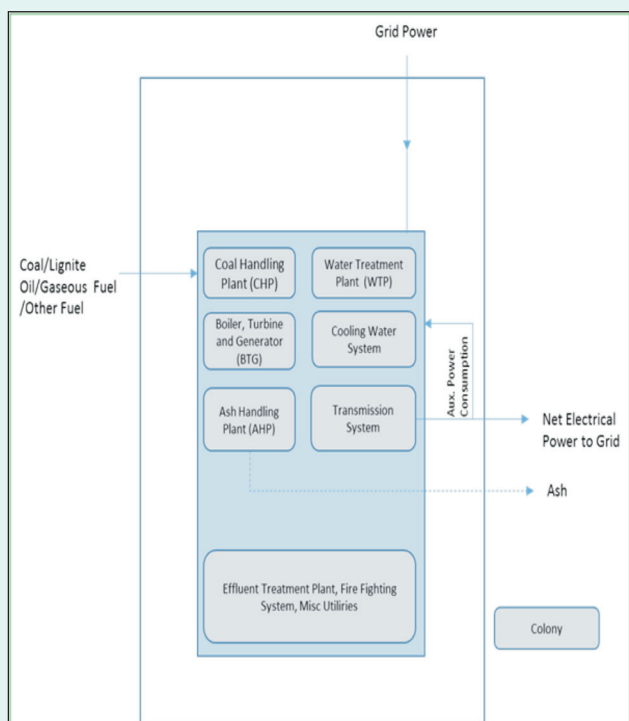 Grid Power
Coal/Lignite
Oil/Gaseous Fuel
/Other Fuel
Coal Handling
Plant (CHP)
Water Treatment
Plant (WTP)
Boiler, Turbine
and Generator
(BTG)
Cooling Water
System
Aux. Power
Consumption
Ash Handling
Plant (AHP)
Transmission
System
Net Electrical
Power to Grid
Ash
Effluent Treatment Plant, Fire Fighting
System, Misc Utiliries
Colony